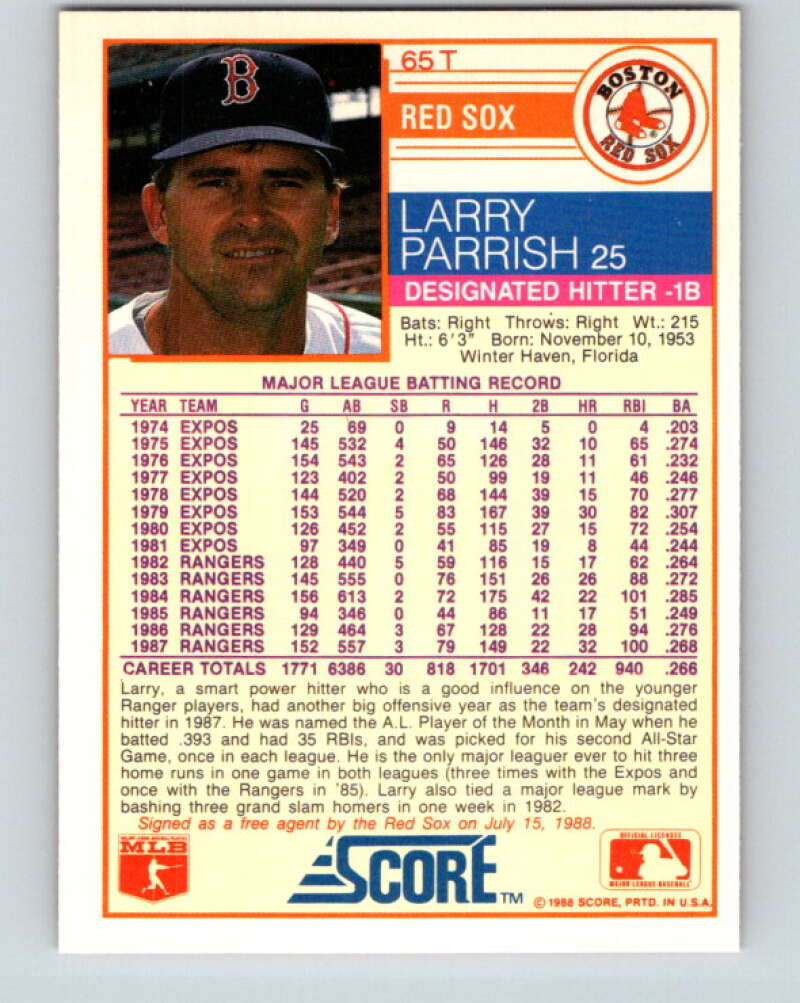 B
65 T
BOSTON
RED SOX
RED SOX
LARRY
PARRISH 25
DESIGNATED HITTER -1B
Bats: Right Throws: Right Wt.: 215
Ht.: 6'3" Born: November 10, 1953
Winter Haven, Florida
MAJOR LEAGUE BATTING RECORD
YEAR TEAM G AB SB R H 2B HR RBI BA
1974 EXPOS 25 69 0 9 14 5 0 4 .203
1975 EXPOS 145 532 4 50 146 32 10 65 .274
1976 EXPOS 154 543 2 65 126 28 11 61 .232
1977 EXPOS 123 402 2 50 99 19 11 46 .246
1978 EXPOS 144 520 2 68 144 39 15 70 .277
1979 EXPOS 153 544 5 83 167 39 30 82 .307
1980 EXPOS 126 452 2 55 115 27 15 72 .254
1981 EXPOS 97 349 0 41 85 19 8 44 .244
1982 RANGERS 128 440 5 59 116 15 17 62 .264
1983 RANGERS 145 555 0 76 151 26 26 88 .272
1984 RANGERS 156 613 2 72 175 42 22 101 .285
1985 RANGERS 94 346 0 44 86 11 17 51 .249
1986 RANGERS 129 464 3 67 128 22 28 94 .276
1987 RANGERS 152 557 3 79 149 22 32 100 .268
CAREER TOTALS 1771 6386 30 818 1701 346 242 940 .266
Larry, a smart power hitter who is a good influence on the younger
Ranger players, had another big offensive year as the team's designated
hitter in 1987. He was named the A.L. Player of the Month in May when he
batted .393 and had 35 RBIs, and was picked for his second All-Star
Game, once in each league. He is the only major leaguer ever to hit three
home runs in one game in both leagues (three times with the Expos and
once with the Rangers in '85). Larry also tied a major league mark by
bashing three grand slam homers in one week in 1982.
Signed as a free agent by the Red Sox on July 15, 1988.
MAJOR LEAGUE BASEBALL PLAYERS
MLB
SCORE™
OFFICIAL LICENSEE
MAJOR LEAGUE BASEBALL
© 1988 SCORE, PRTD. IN U.S.A.